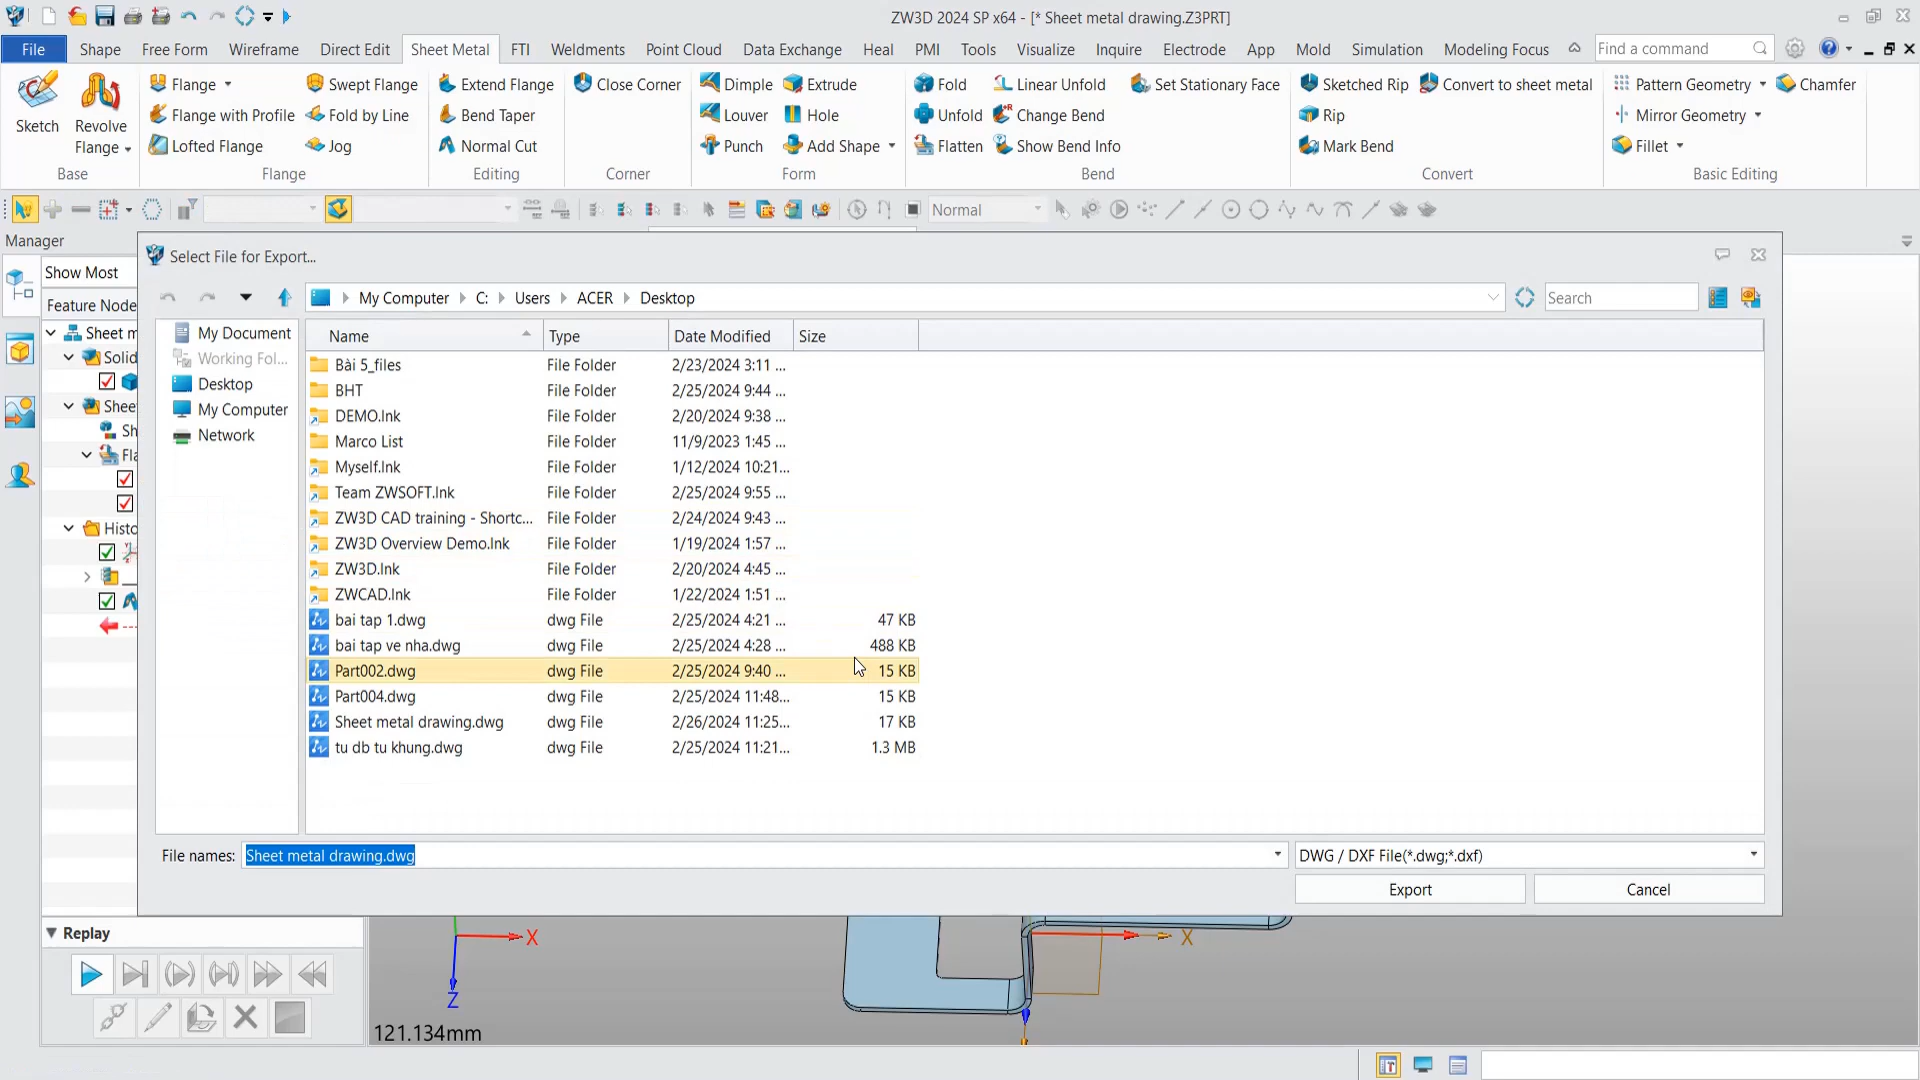 ZW3D 2024 SP x64 - [* Sheet metal drawing.Z3PRT]
File Shape Free Form Wireframe Direct Edit Sheet Metal FTI Weldments Point Cloud Data Exchange Heal PMI Tools Visualize Inquire Electrode App Mold Simulation Modeling Focus Find a command
Flange Swept Flange Extend Flange Close Corner Dimple Extrude Fold Linear Unfold Set Stationary Face Sketched Rip Convert to sheet metal Pattern Geometry Chamfer
Sketch Revolve Flange with Profile Fold by Line Bend Taper Louver Hole Unfold Change Bend Rip Mirror Geometry
Flange Lofted Flange Jog Normal Cut Punch Add Shape Flatten Show Bend Info Mark Bend Fillet
Base Flange Editing Corner Form Bend Convert Basic Editing
Normal
Manager
Show Most
Feature Node
Sheet m
Solid
Shee
Sh
Fla
Histo
Select File for Export...
My Computer C: Users ACER Desktop Search
My Document
Working Fol...
Desktop
My Computer
Network
Name Type Date Modified Size
Bài 5_files File Folder 2/23/2024 3:11 ...
BHT File Folder 2/25/2024 9:44 ...
DEMO.lnk File Folder 2/20/2024 9:38 ...
Marco List File Folder 11/9/2023 1:45 ...
Myself.lnk File Folder 1/12/2024 10:21...
Team ZWSOFT.lnk File Folder 2/25/2024 9:55 ...
ZW3D CAD training - Shortc... File Folder 2/24/2024 9:43 ...
ZW3D Overview Demo.lnk File Folder 1/19/2024 1:57 ...
ZW3D.lnk File Folder 2/20/2024 4:45 ...
ZWCAD.lnk File Folder 1/22/2024 1:51 ...
bai tap 1.dwg dwg File 2/25/2024 4:21 ... 47 KB
bai tap ve nha.dwg dwg File 2/25/2024 4:28 ... 488 KB
Part002.dwg dwg File 2/25/2024 9:40 ... 15 KB
Part004.dwg dwg File 2/25/2024 11:48... 15 KB
Sheet metal drawing.dwg dwg File 2/26/2024 11:25... 17 KB
tu db tu khung.dwg dwg File 2/25/2024 11:21... 1.3 MB
File names: Sheet metal drawing.dwg DWG / DXF File(*.dwg;*.dxf)
Export Cancel
Replay
X
Z
X
121.134mm